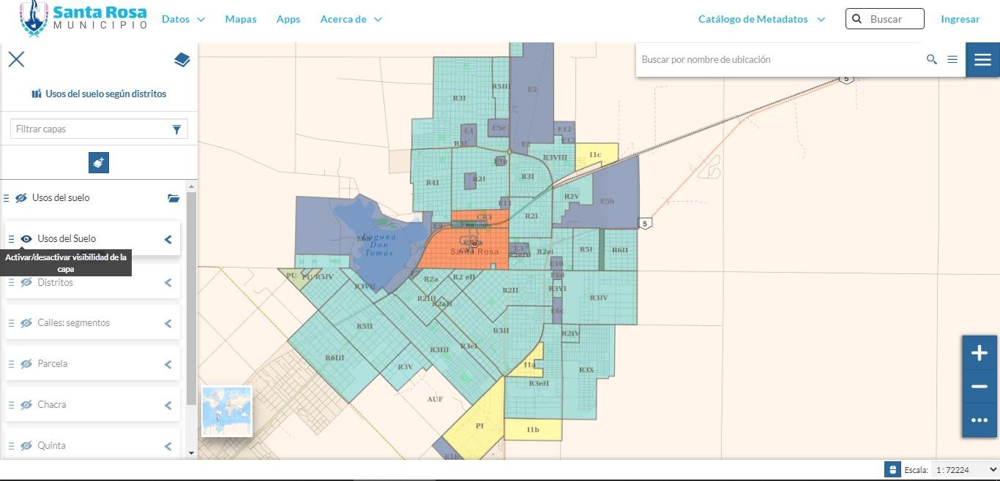 Santa Rosa
MUNICIPIO
Datos
Mapas
Apps
Acerca de
Catálogo de Metadatos
Buscar
Ingresar
Buscar por nombre de ubicación
Usos del suelo según distritos
Filtrar capas
Usos del suelo
Usos del Suelo
Activar/desactivar visibilidad de la
capa
Distritos
Calles: segmentos
Parcela
Chacra
Quinta
5
E2
R5III
R3I
E5e
E4
E12
E12
R3I
E2
I1c
R3VIII
R3I
R2I
R4I
R2V
E5b
E11
R2I
CR3
5
Laguna
Don
Tomás
Santa Rosa
E3
R2eI
R5I
R6II
E10
PU
PU
R5IV
R2a
R2 eII
E6d
R3VII
R3VI
R2II
R3IV
R2III
R2aII
E6c
R5II
R3II
R2IV
R3eI
R3III
R6III
R3V
I1a
R3X
R3eII
AUF
PI
I1b
E1b
Escala:
1 : 72224